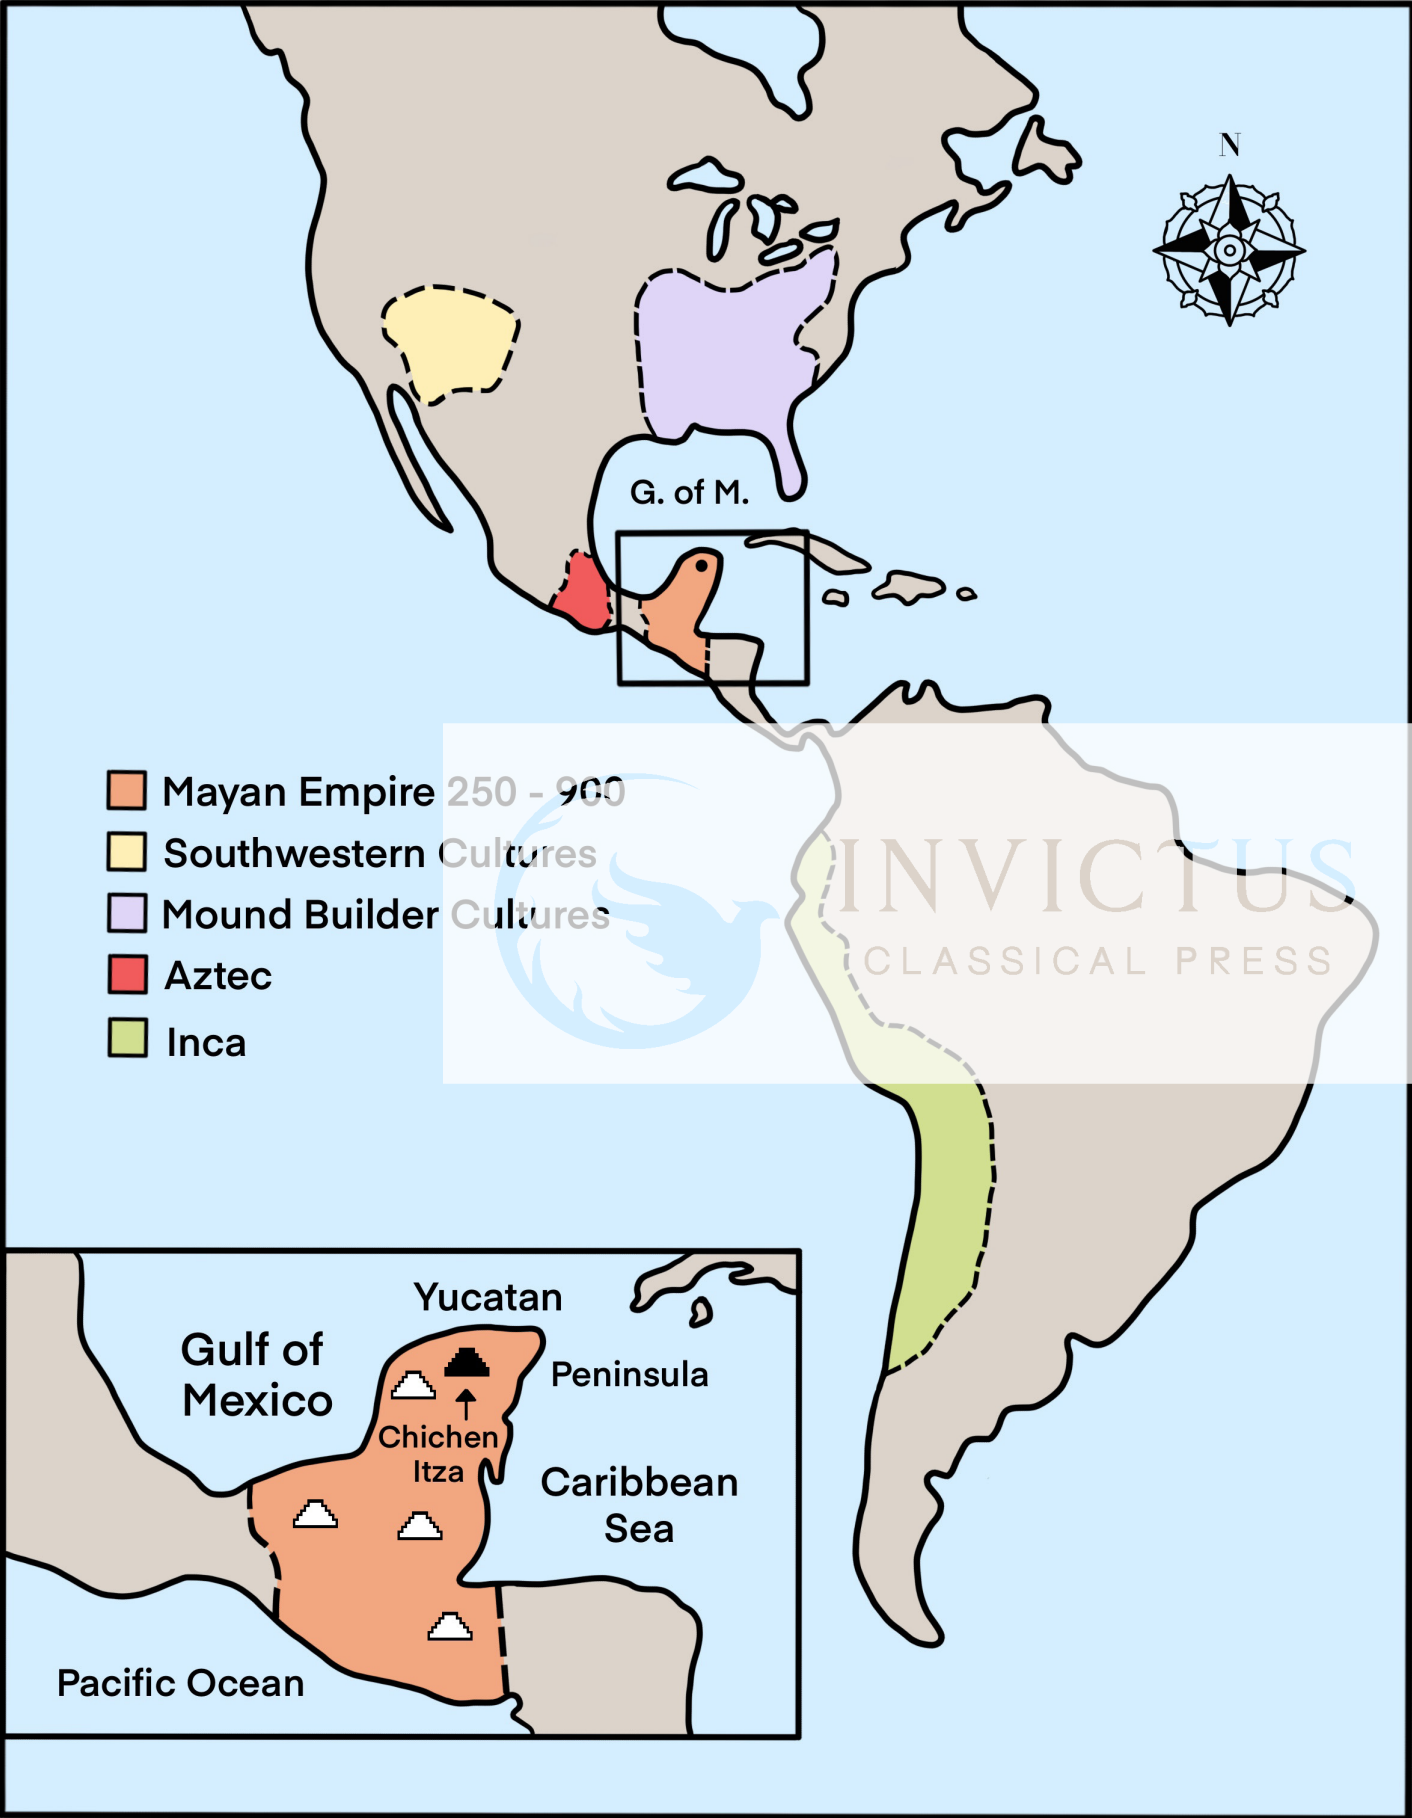 N
G. of M.
Mayan Empire 250 - 900
Southwestern Cultures
Mound Builder Cultures
Aztec
Inca
INVICTUS
CLASSICAL PRESS
Yucatan
Peninsula
Gulf of
Mexico
Chichen
Itza
Caribbean
Sea
Pacific Ocean